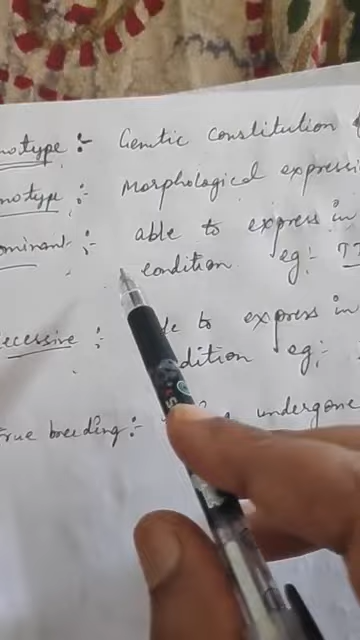 notype :- Genetic constitution
notype :- Morphological expressi
ominant :- able to express in
condition. eg:- TT
ecessive :- to express in
dition eg:-
rue breeding:- undergone